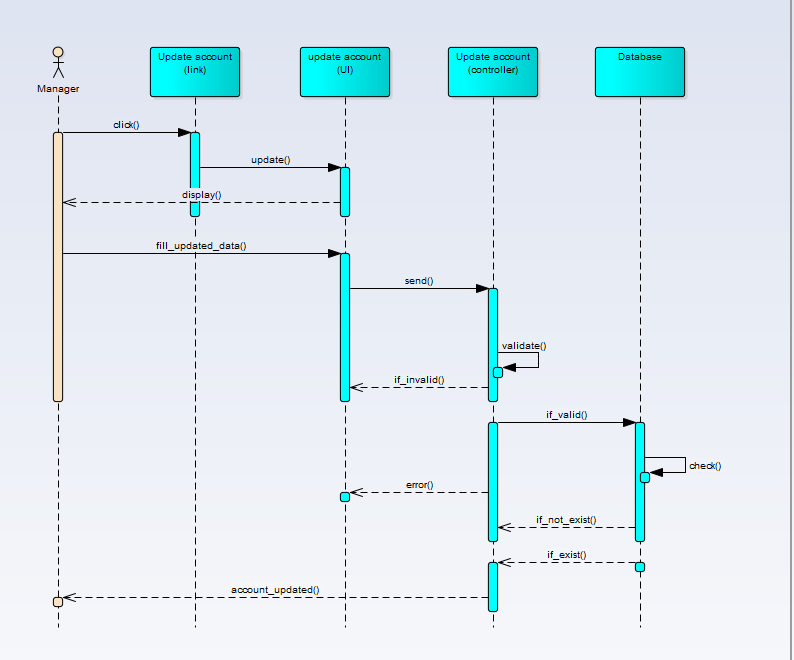 Update account
(link)
update account
(UI)
Update account
(controller)
Database
Manager
click()
update()
display()
fill_updated_data()
send()
validate()
if_invalid()
if_valid()
check()
error()
if_not_exist()
if_exist()
account_updated()